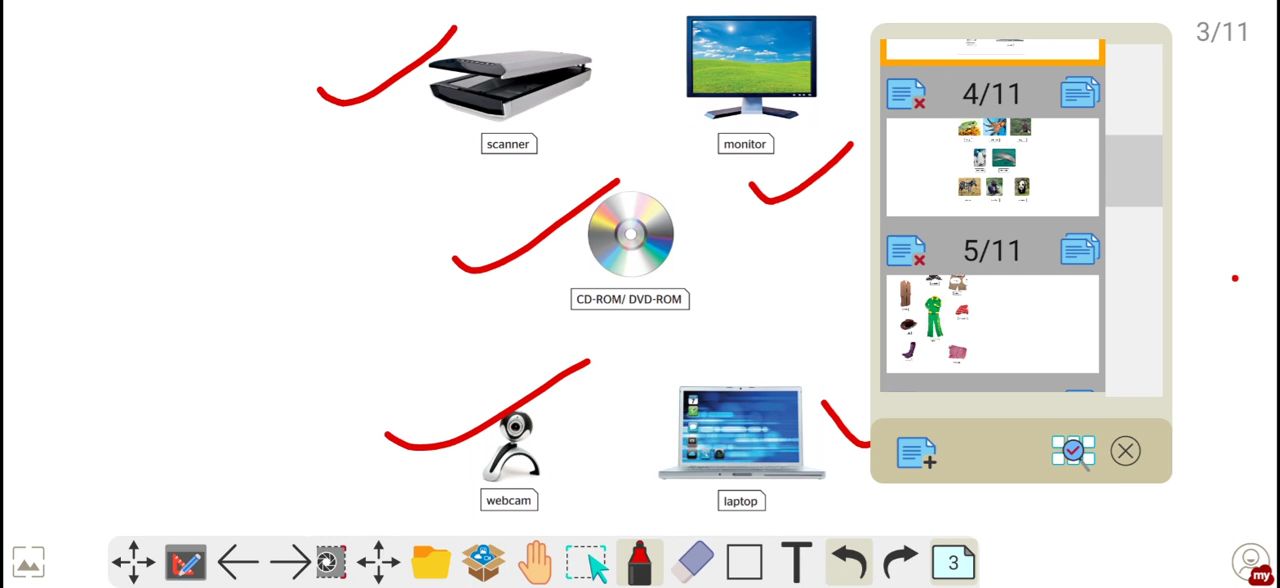 3/11
4/11
scanner
monitor
5/11
CD-ROM/ DVD-ROM
webcam
laptop
T
3
my